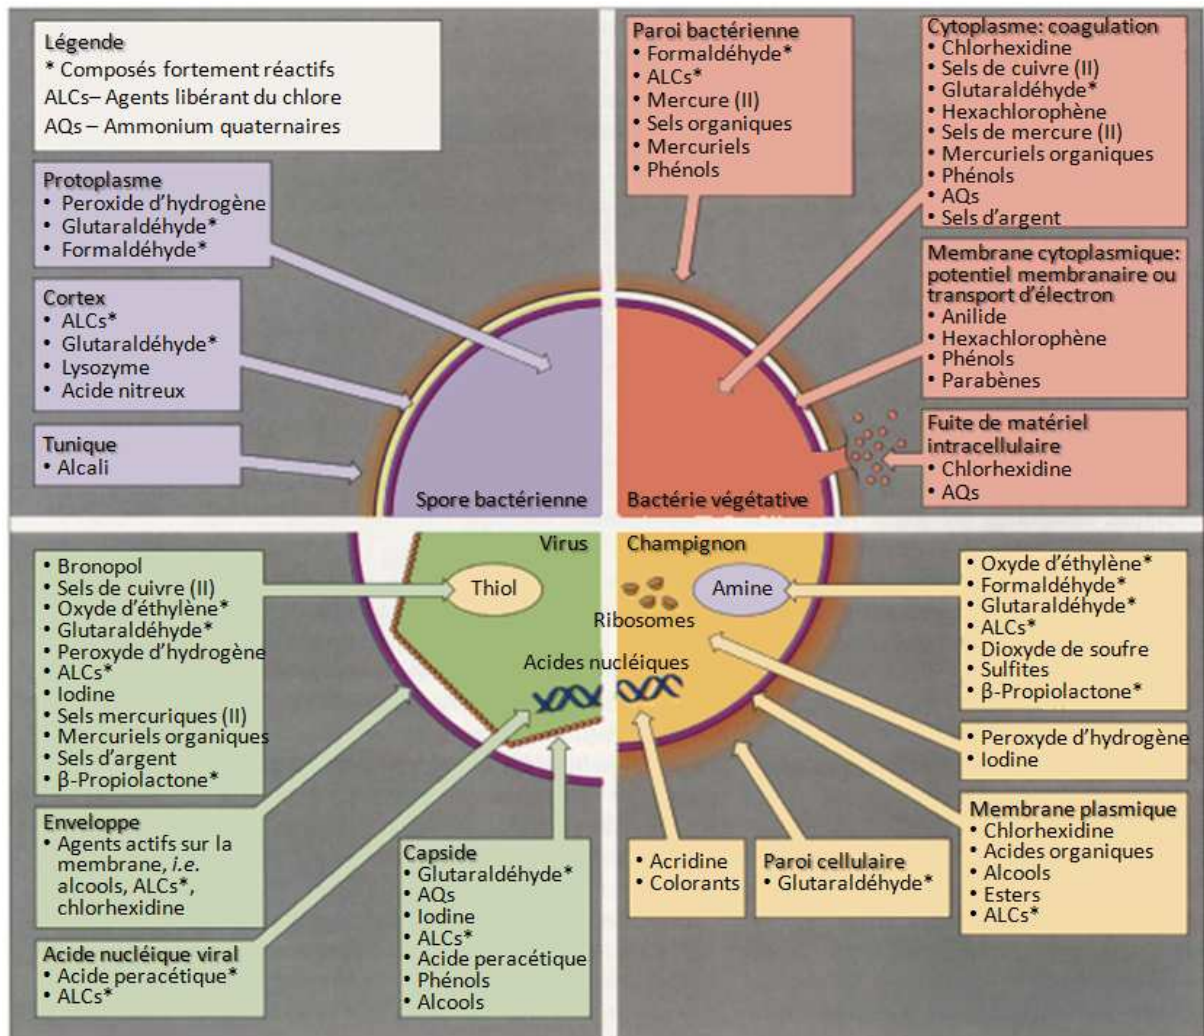 Légende
* Composés fortement réactifs
ALCs– Agents libérant du chlore
AQs – Ammonium quaternaires
Protoplasme
• Peroxide d'hydrogène
• Glutaraldéhyde*
• Formaldéhyde*
Cortex
• ALCs*
• Glutaraldéhyde*
• Lysozyme
• Acide nitreux
Tunique
• Alcali
Spore bactérienne
Paroi bactérienne
• Formaldéhyde*
• ALCs*
• Mercure (II)
• Sels organiques
• Mercuriels
• Phénols
Cytoplasme: coagulation
• Chlorhexidine
• Sels de cuivre (II)
• Glutaraldéhyde*
• Hexachlorophène
• Sels de mercure (II)
• Mercuriels organiques
• Phénols
• AQs
• Sels d'argent
Membrane cytoplasmique:
potentiel membranaire ou
transport d'électron
• Anilide
• Hexachlorophène
• Phénols
• Parabènes
Fuite de matériel
intracellulaire
• Chlorhexidine
• AQs
Bactérie végétative
Virus
Thiol
• Bronopol
• Sels de cuivre (II)
• Oxyde d'éthylène*
• Glutaraldéhyde*
• Peroxyde d'hydrogène
• ALCs*
• Iodine
• Sels mercuriques (II)
• Mercuriels organiques
• Sels d'argent
• β-Propiolactone*
Enveloppe
• Agents actifs sur la
membrane, i.e.
alcools, ALCs*,
chlorhexidine
Acide nucléique viral
• Acide peracétique*
• ALCs*
Capside
• Glutaraldéhyde*
• AQs
• Iodine
• ALCs*
• Acide peracétique
• Phénols
• Alcools
Champignon
Amine
Ribosomes
Acides nucléiques
• Oxyde d'éthylène*
• Formaldéhyde*
• Glutaraldéhyde*
• ALCs*
• Dioxyde de soufre
• Sulfites
• β-Propiolactone*
• Peroxyde d'hydrogène
• Iodine
Membrane plasmique
• Chlorhexidine
• Acides organiques
• Alcools
• Esters
• ALCs*
• Acridine
• Colorants
Paroi cellulaire
• Glutaraldéhyde*